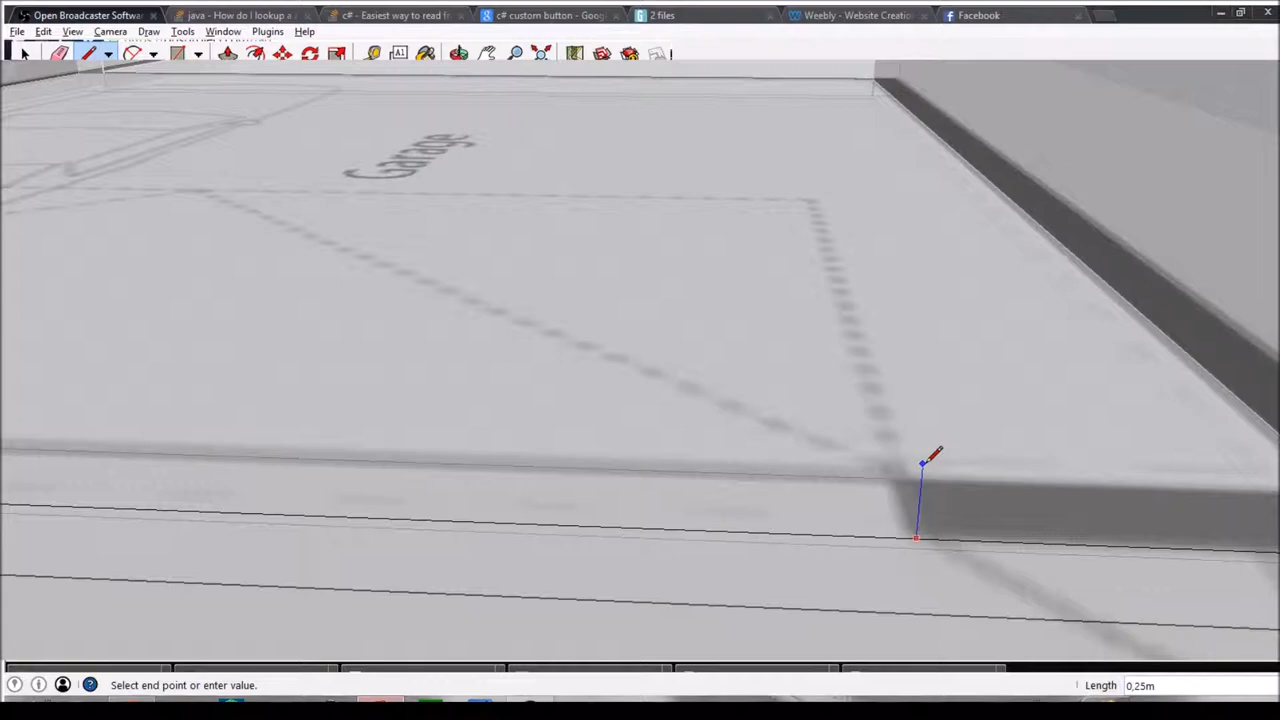 Open Broadcaster Softwar
java - How do I lookup a
c# - Easiest way to read fr
c# custom button - Goog
2 files
Weebly - Website Creatio
Facebook
File Edit View Camera Draw Tools Window Plugins Help
A1
Garage
Select end point or enter value.
Length 0,25m